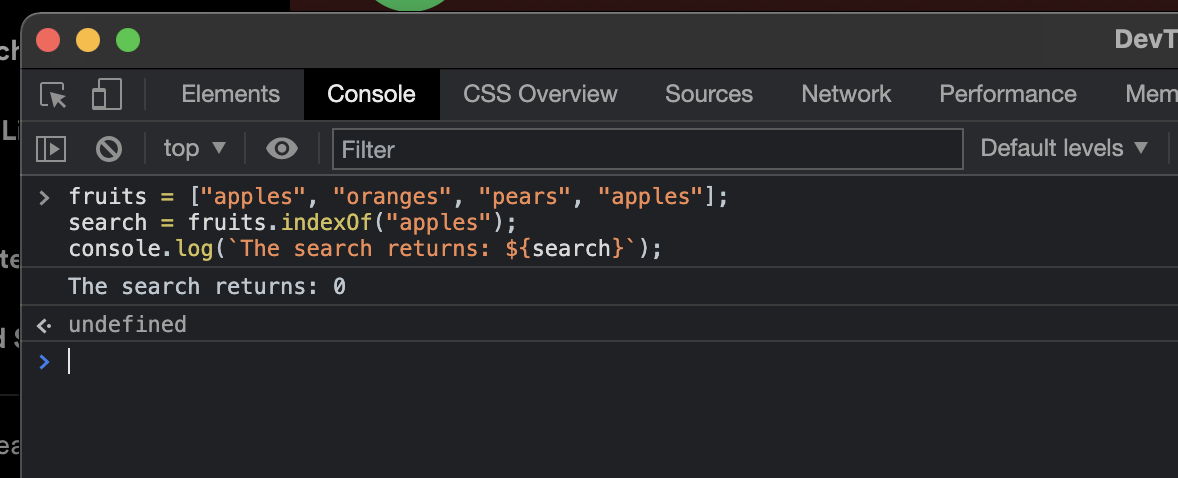 DevT
Elements Console CSS Overview Sources Network Performance Mem
top Filter Default levels
fruits = ["apples", "oranges", "pears", "apples"];
search = fruits.indexOf("apples");
console.log(`The search returns: ${search}`);
The search returns: 0
undefined